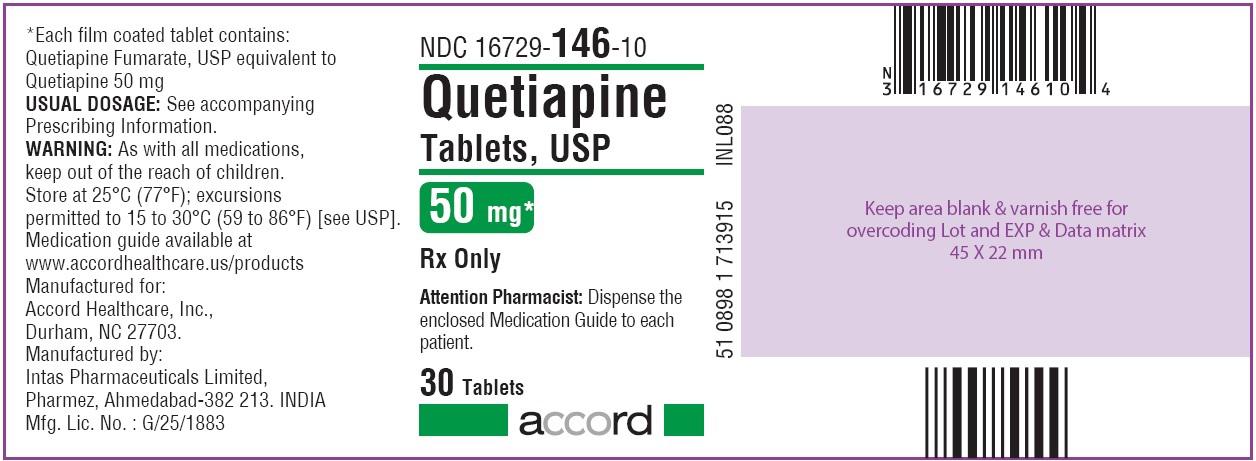 *Each film coated tablet contains:
Quetiapine Fumarate, USP equivalent to
Quetiapine 50 mg
USUAL DOSAGE: See accompanying
Prescribing Information.
WARNING: As with all medications,
keep out of the reach of children.
Store at 25°C (77°F); excursions
permitted to 15 to 30°C (59 to 86°F) [see USP].
Medication guide available at
www.accordhealthcare.us/products
Manufactured for:
Accord Healthcare, Inc.,
Durham, NC 27703.
Manufactured by:
Intas Pharmaceuticals Limited,
Pharmez, Ahmedabad-382 213. INDIA
Mfg. Lic. No. : G/25/1883
NDC 16729-146-10
Quetiapine
Tablets, USP
50 mg*
Rx Only
Attention Pharmacist: Dispense the
enclosed Medication Guide to each
patient.
30 Tablets
accord
51 0898 1 713915 INL088
N
3 16729 14610 4
Keep area blank & varnish free for
overcoding Lot and EXP & Data matrix
45 X 22 mm